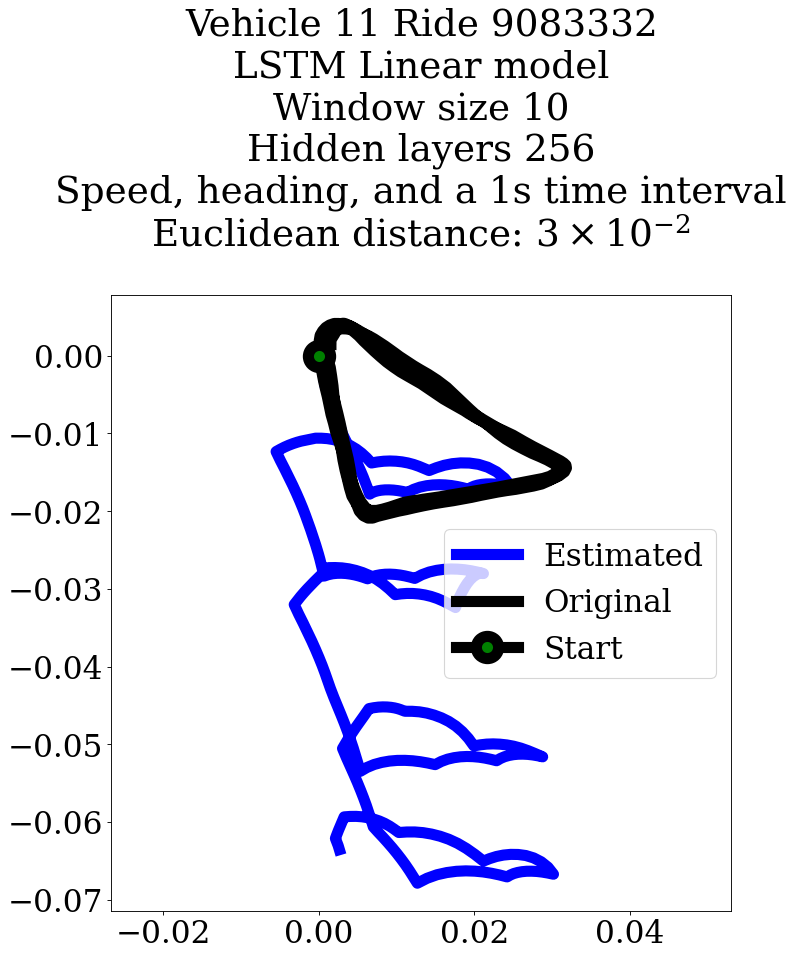 Vehicle 11 Ride 9083332
LSTM Linear model
Window size 10
Hidden layers 256
Speed, heading, and a 1s time interval
Euclidean distance: 3 × 10⁻²
0.00
−0.01
−0.02
−0.03
−0.04
−0.05
−0.06
−0.07
Estimated
Original
Start
−0.02 0.00 0.02 0.04